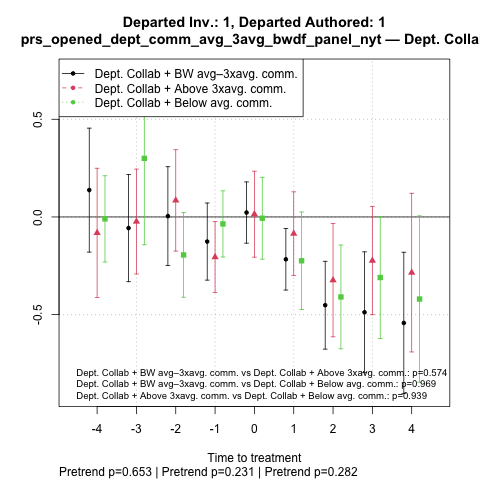 Departed Inv.: 1, Departed Authored: 1
prs_opened_dept_comm_avg_3avg_bwdf_panel_nyt — Dept. Colla
Dept. Collab + BW avg–3xavg. comm.
Dept. Collab + Above 3xavg. comm.
Dept. Collab + Below avg. comm.
0.5
0.0
-0.5
Dept. Collab + BW avg–3xavg. comm. vs Dept. Collab + Above 3xavg. comm.: p=0.574
Dept. Collab + BW avg–3xavg. comm. vs Dept. Collab + Below avg. comm.: p=0.969
Dept. Collab + Above 3xavg. comm. vs Dept. Collab + Below avg. comm.: p=0.939
-4 -3 -2 -1 0 1 2 3 4
Time to treatment
Pretrend p=0.653 | Pretrend p=0.231 | Pretrend p=0.282